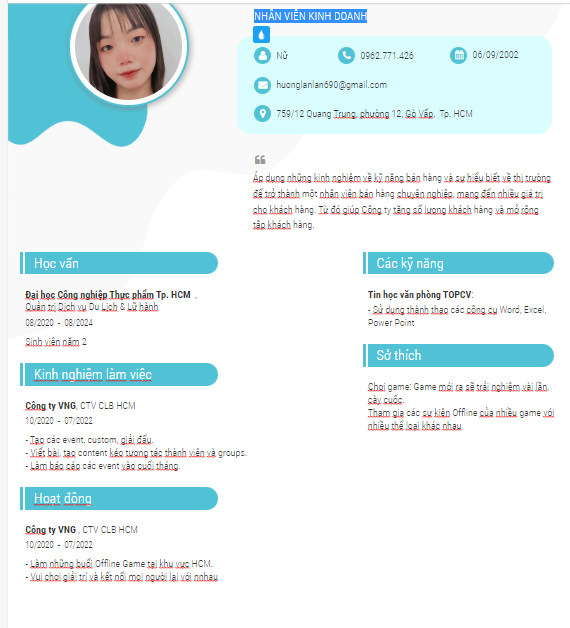 NHÂN VIÊN KINH DOANH
Nữ 0962.771.426 06/09/2002
huonglanlan690@gmail.com
759/12 Quang Trung, phường 12, Gò Vấp, Tp. HCM
Áp dụng những kinh nghiệm về kỹ năng bán hàng và sự hiểu biết về thị trường
để trở thành một nhân viên bán hàng chuyên nghiệp, mang đến nhiều giá trị
cho khách hàng. Từ đó giúp Công ty tăng số lượng khách hàng và mở rộng
tập khách hàng.
Học vấn
Đại học Công nghiệp Thực phẩm Tp. HCM .
Quản trị Dịch vụ Du Lịch & Lữ hành
08/2020 - 08/2024
Sinh viên năm 2
Kinh nghiệm làm việc
Công ty VNG, CTV CLB HCM
10/2020 - 07/2022
- Tạo các event, custom, giải đấu.
- Viết bài, tạo content kéo tương tác thành viên và groups.
- Làm báo cáo các event vào cuối tháng.
Hoạt động
Công ty VNG , CTV CLB HCM
10/2020 - 07/2022
- Làm những buổi Offline Game tại khu vực HCM.
- Vui chơi giải trí và kết nối mọi người lại với nnhau
Các kỹ năng
Tin học văn phòng TOPCV:
- Sử dụng thành thạo các công cụ Word, Excel,
Power Point
Sở thích
Chơi game: Game mới ra sẽ trải nghiệm vài lần,
cày cuốc.
Tham gia các sự kiện Offline của nhiều game với
nhiều thể loại khác nhau